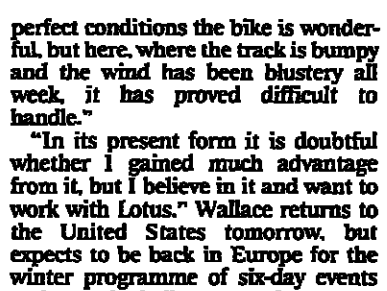 perfect conditions the bike is wonder-
ful, but here, where the track is bumpy
and the wind has been blustery all
week, it has proved difficult to
handle."
"In its present form it is doubtful
whether I gained much advantage
from it, but I believe in it and want to
work with Lotus." Wallace returns to
the United States tomorrow, but
expects to be back in Europe for the
winter programme of six-day events